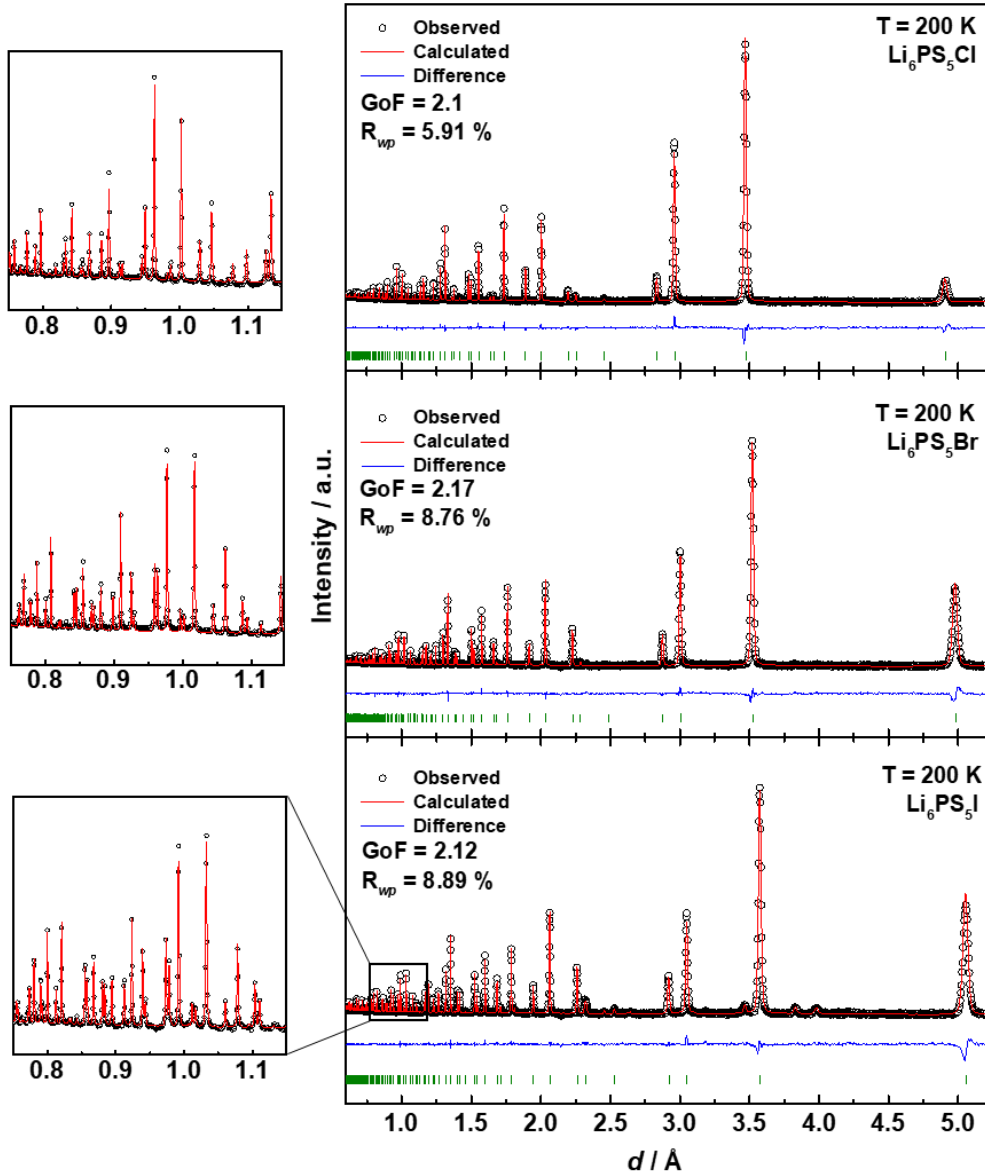 Observed
Calculated
Difference
GoF = 2.1
R_wp = 5.91 %
T = 200 K
Li₆PS₅Cl
0.8 0.9 1.0 1.1
Observed
Calculated
Difference
GoF = 2.17
R_wp = 8.76 %
T = 200 K
Li₆PS₅Br
0.8 0.9 1.0 1.1
Intensity / a.u.
Observed
Calculated
Difference
GoF = 2.12
R_wp = 8.89 %
T = 200 K
Li₆PS₅I
0.8 0.9 1.0 1.1
1.0 1.5 2.0 2.5 3.0 3.5 4.0 4.5 5.0
d / Å